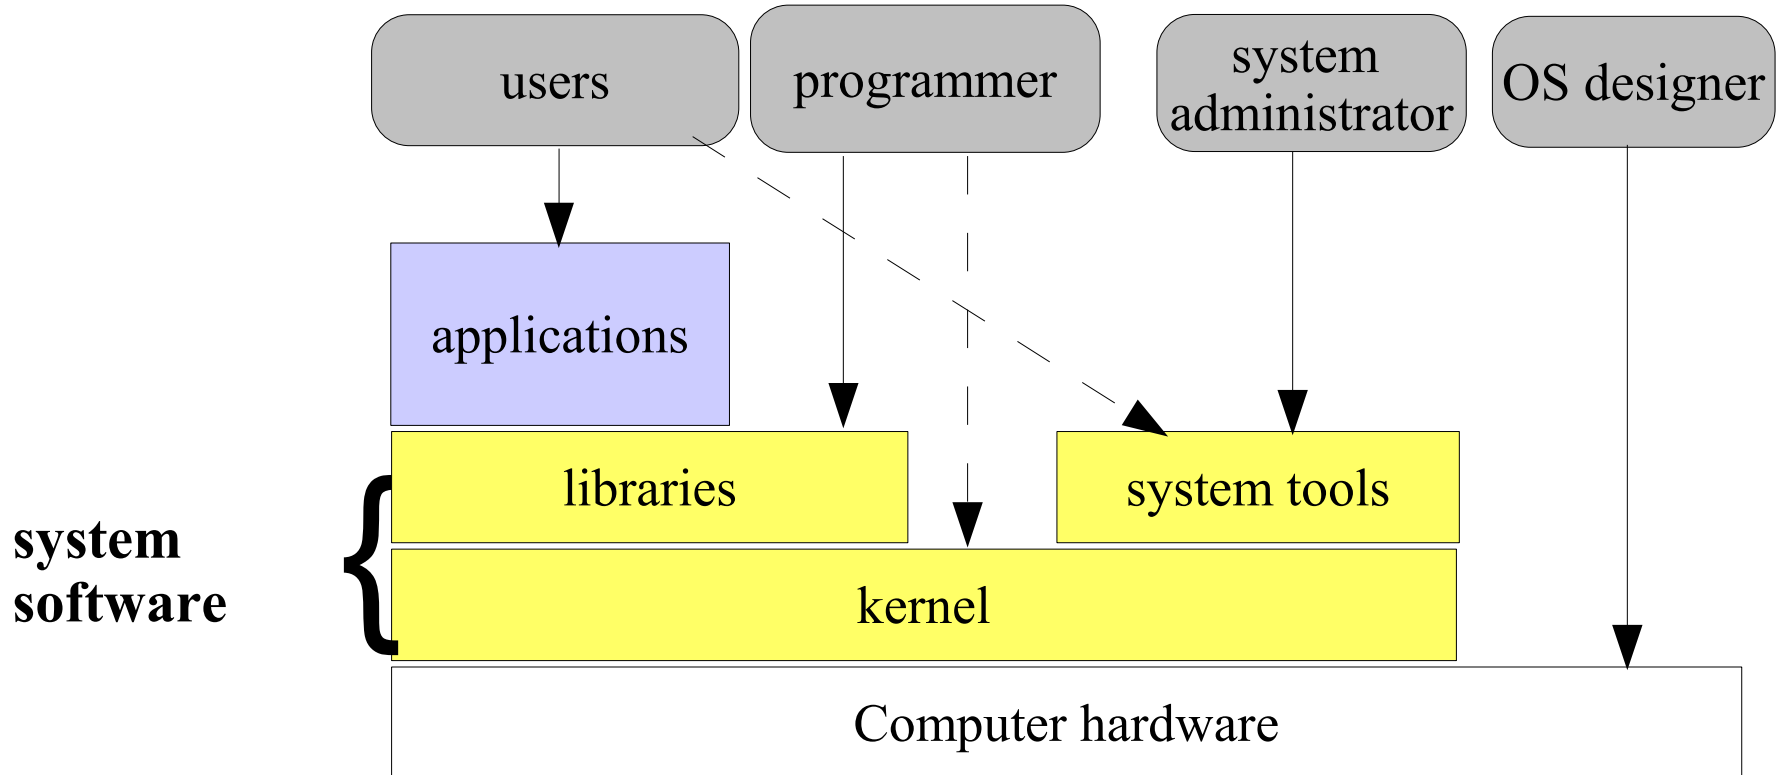 users
programmer
system
administrator
OS designer
applications
libraries
system tools
system
software
{
kernel
Computer hardware